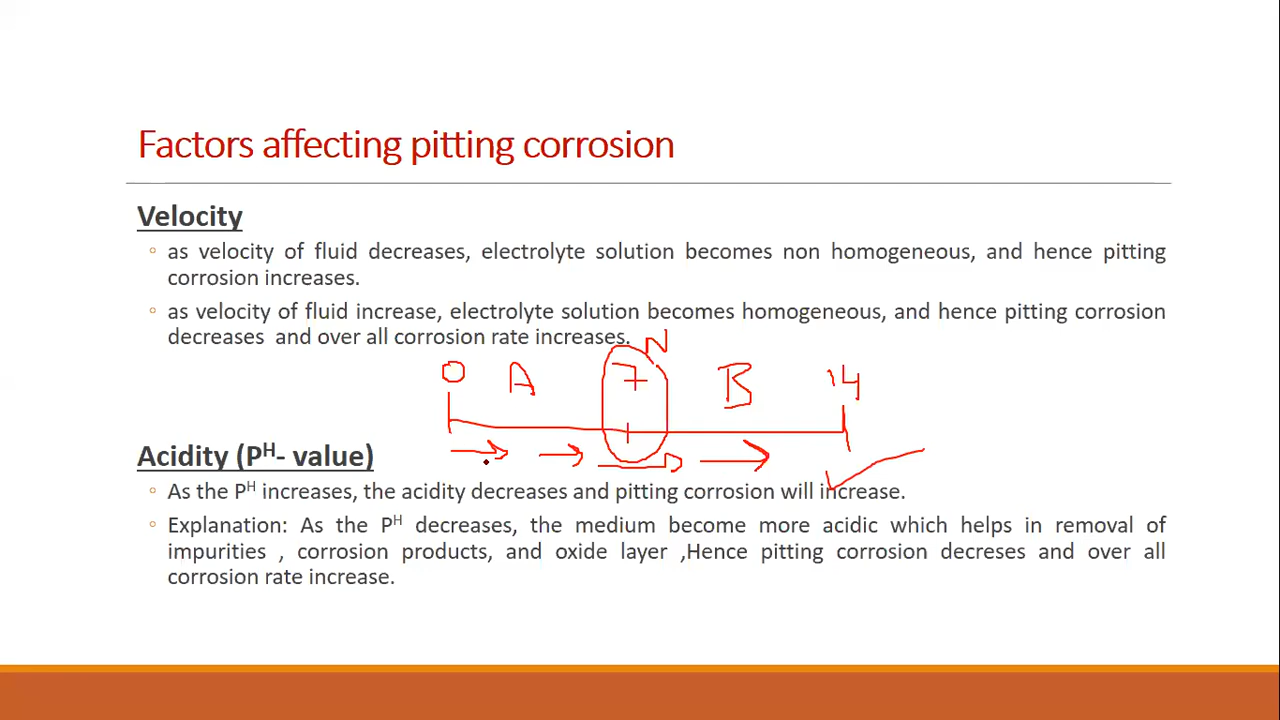 Factors affecting pitting corrosion
Velocity
◦ as velocity of fluid decreases, electrolyte solution becomes non homogeneous, and hence pitting
corrosion increases.
◦ as velocity of fluid increase, electrolyte solution becomes homogeneous, and hence pitting corrosion
decreases and over all corrosion rate increases.
N
0 A 7 B 14
Acidity (Pᴴ- value)
◦ As the Pᴴ increases, the acidity decreases and pitting corrosion will increase.
◦ Explanation: As the Pᴴ decreases, the medium become more acidic which helps in removal of
impurities , corrosion products, and oxide layer ,Hence pitting corrosion decreses and over all
corrosion rate increase.